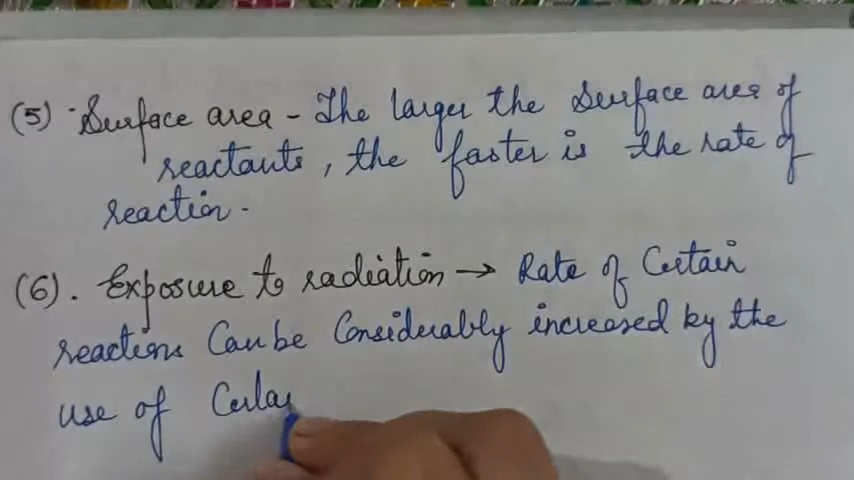 (5) Surface area - The larger the Surface area of
reactants, the faster is the rate of
reaction.
(6). Exposure to radiation → Rate of Certain
reactions Can be Considerably increased by the
use of